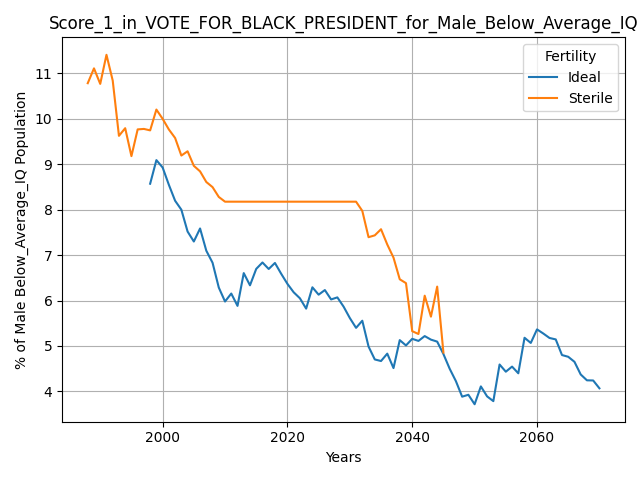 Score_1_in_VOTE_FOR_BLACK_PRESIDENT_for_Male_Below_Average_IQ
Fertility
Ideal
Sterile
% of Male Below_Average_IQ Population
11
10
9
8
7
6
5
4
2000 2020 2040 2060
Years